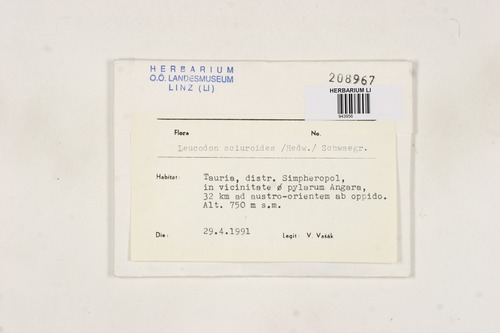 HERBARIUM
O.Ö. LANDESMUSEUM
LINZ (LI)
208967
HERBARIUM LI
Flora No.
Leucodon sciuroides /Hedw./ Schwaegr.
Habitat: Tauria, distr. Simpheropol,
in vicinitate pylarum Angara,
32 km ad austro-orientem ab oppido.
Alt. 750 m s.m.
Die: 29.4.1991 Legit: V. Vašák